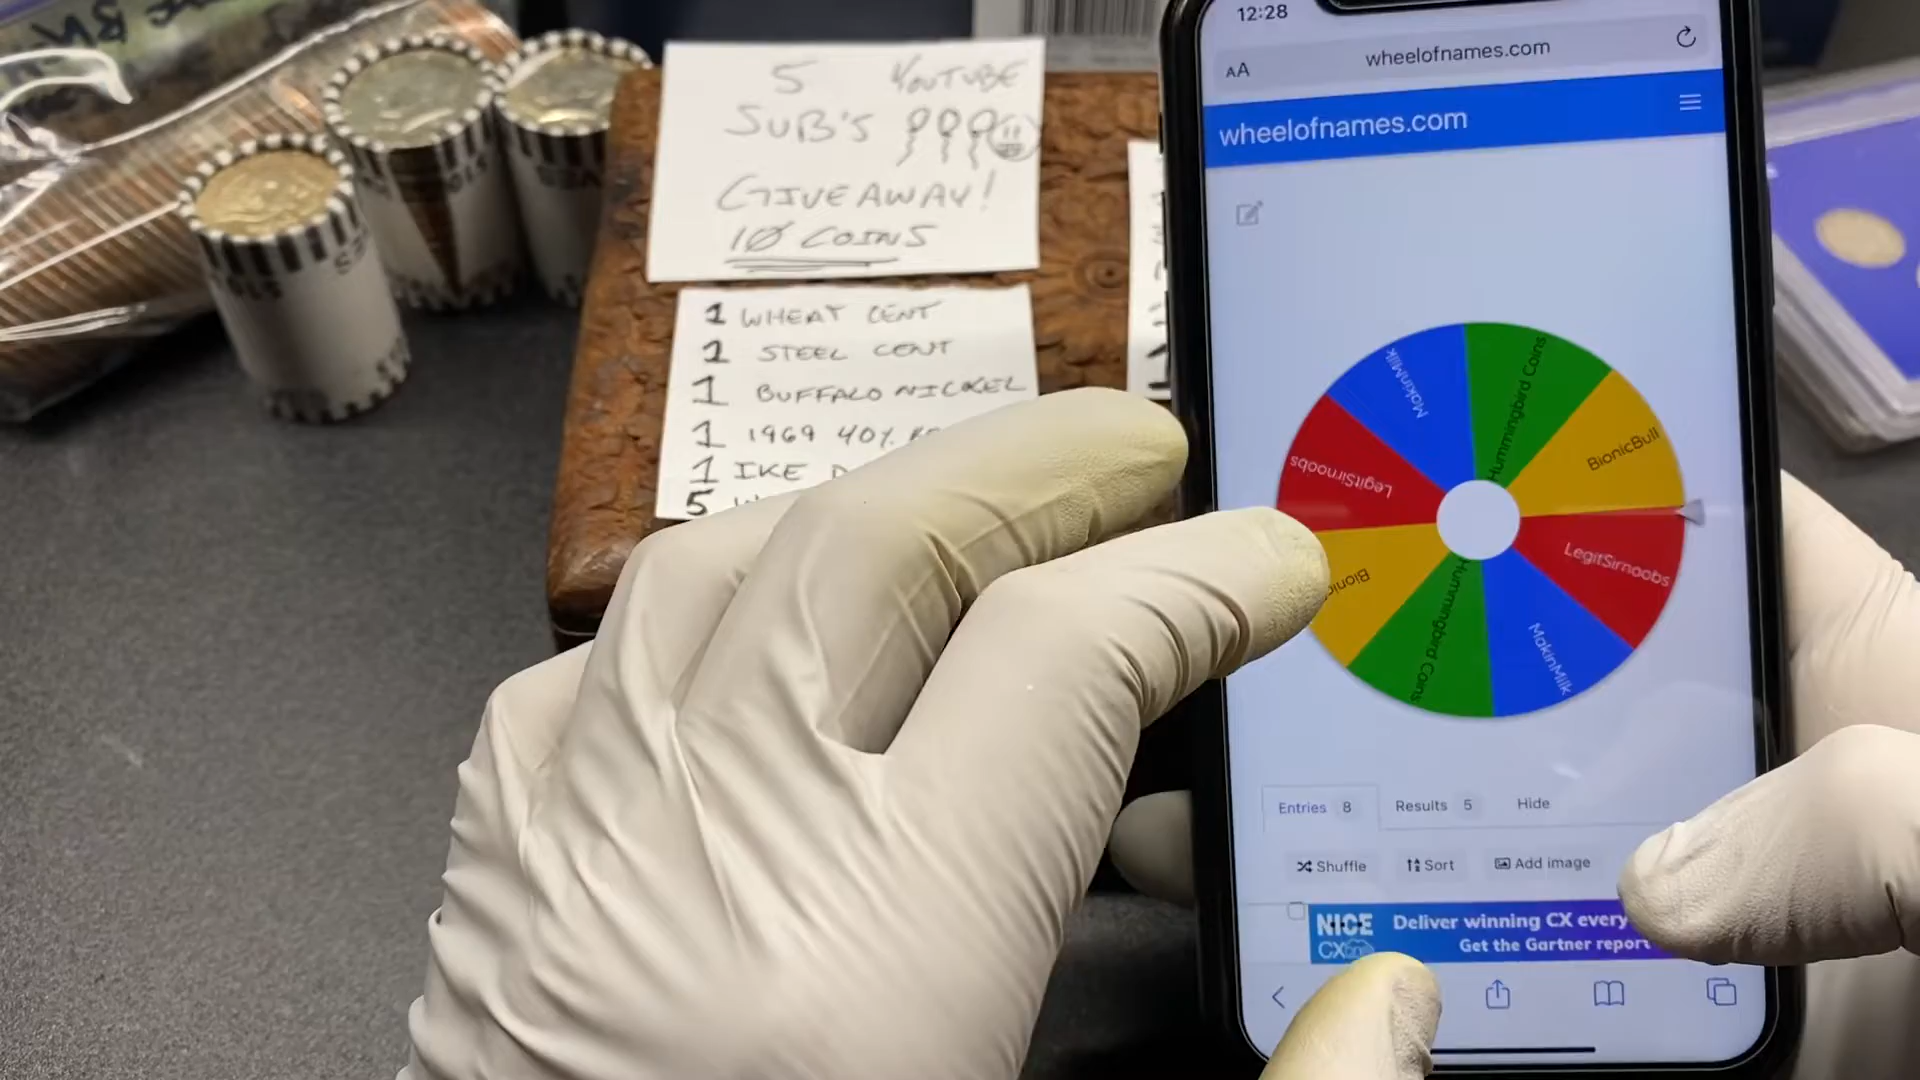 5 YOUTUBE
SUB'S
GIVEAWAY!
10 COINS
1 WHEAT CENT
1 STEEL CENT
1 BUFFALO NICKEL
1 1969 40%
1 IKE
5
12:28
AA wheelofnames.com
wheelofnames.com
Hummingbird Coins
BionicBull
LegitSirnoobs
MakinMilk
Hummingbird Coins
Bionic
LegitSirnoobs
MakinMilk
Entries 8 Results 5 Hide
Shuffle Sort Add image
NICE Deliver winning CX every
Get the Gartner report